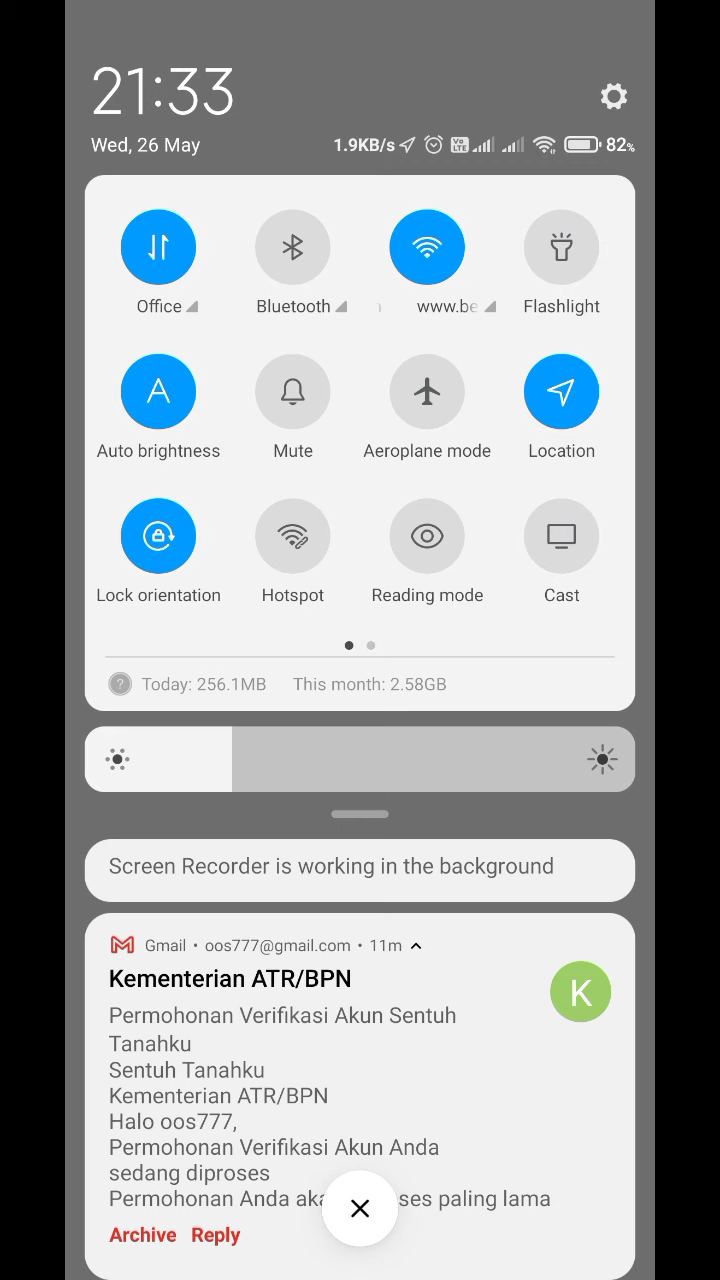 21:33
Wed, 26 May
1.9KB/s
Vo LTE
82%
Office
Bluetooth
www.be
Flashlight
A
Auto brightness
Mute
Aeroplane mode
Location
Lock orientation
Hotspot
Reading mode
Cast
? Today: 256.1MB This month: 2.58GB
Screen Recorder is working in the background
Gmail • oos777@gmail.com • 11m
Kementerian ATR/BPN
K
Permohonan Verifikasi Akun Sentuh
Tanahku
Sentuh Tanahku
Kementerian ATR/BPN
Halo oos777,
Permohonan Verifikasi Akun Anda
sedang diproses
Permohonan Anda paling lama
Archive Reply